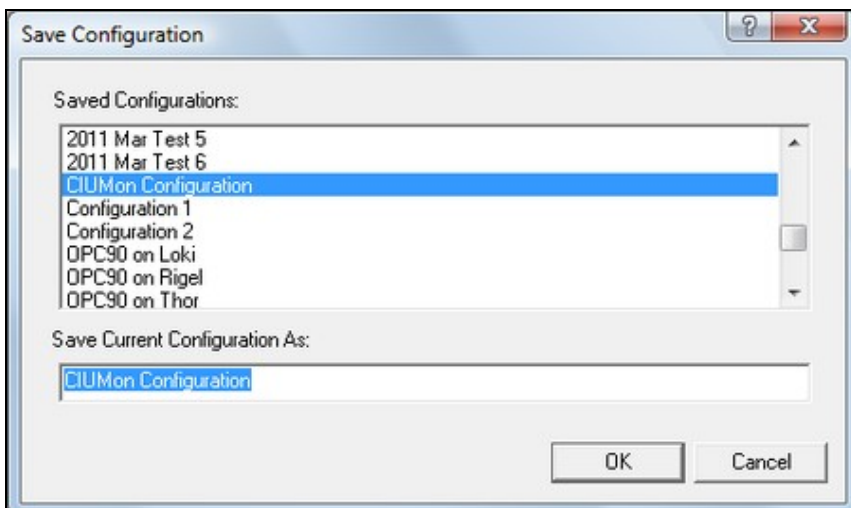 Save Configuration
Saved Configurations:
2011 Mar Test 5
2011 Mar Test 6
CIUMon Configuration
Configuration 1
Configuration 2
OPC90 on Loki
OPC90 on Rigel
OPC90 on Thor
Save Current Configuration As:
CIUMon Configuration
OK Cancel